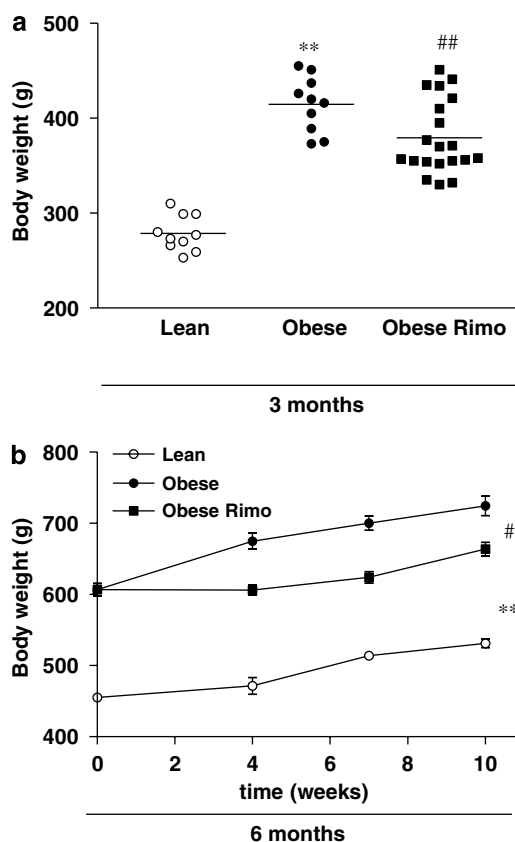 a
500
400
300
200
Body weight (g)
**
##
Lean Obese Obese Rimo
3 months
b
800
700
600
500
400
Body weight (g)
Lean
Obese
Obese Rimo
#
**
0 2 4 6 8 10
time (weeks)
6 months